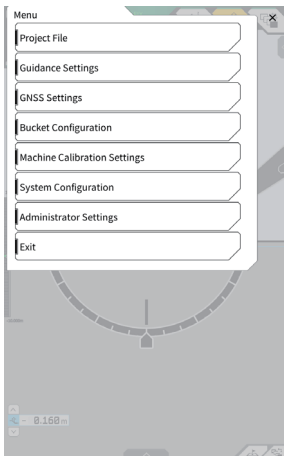 Menu
Project File
Guidance Settings
GNSS Settings
Bucket Configuration
Machine Calibration Settings
System Configuration
Administrator Settings
Exit
- 0.160m